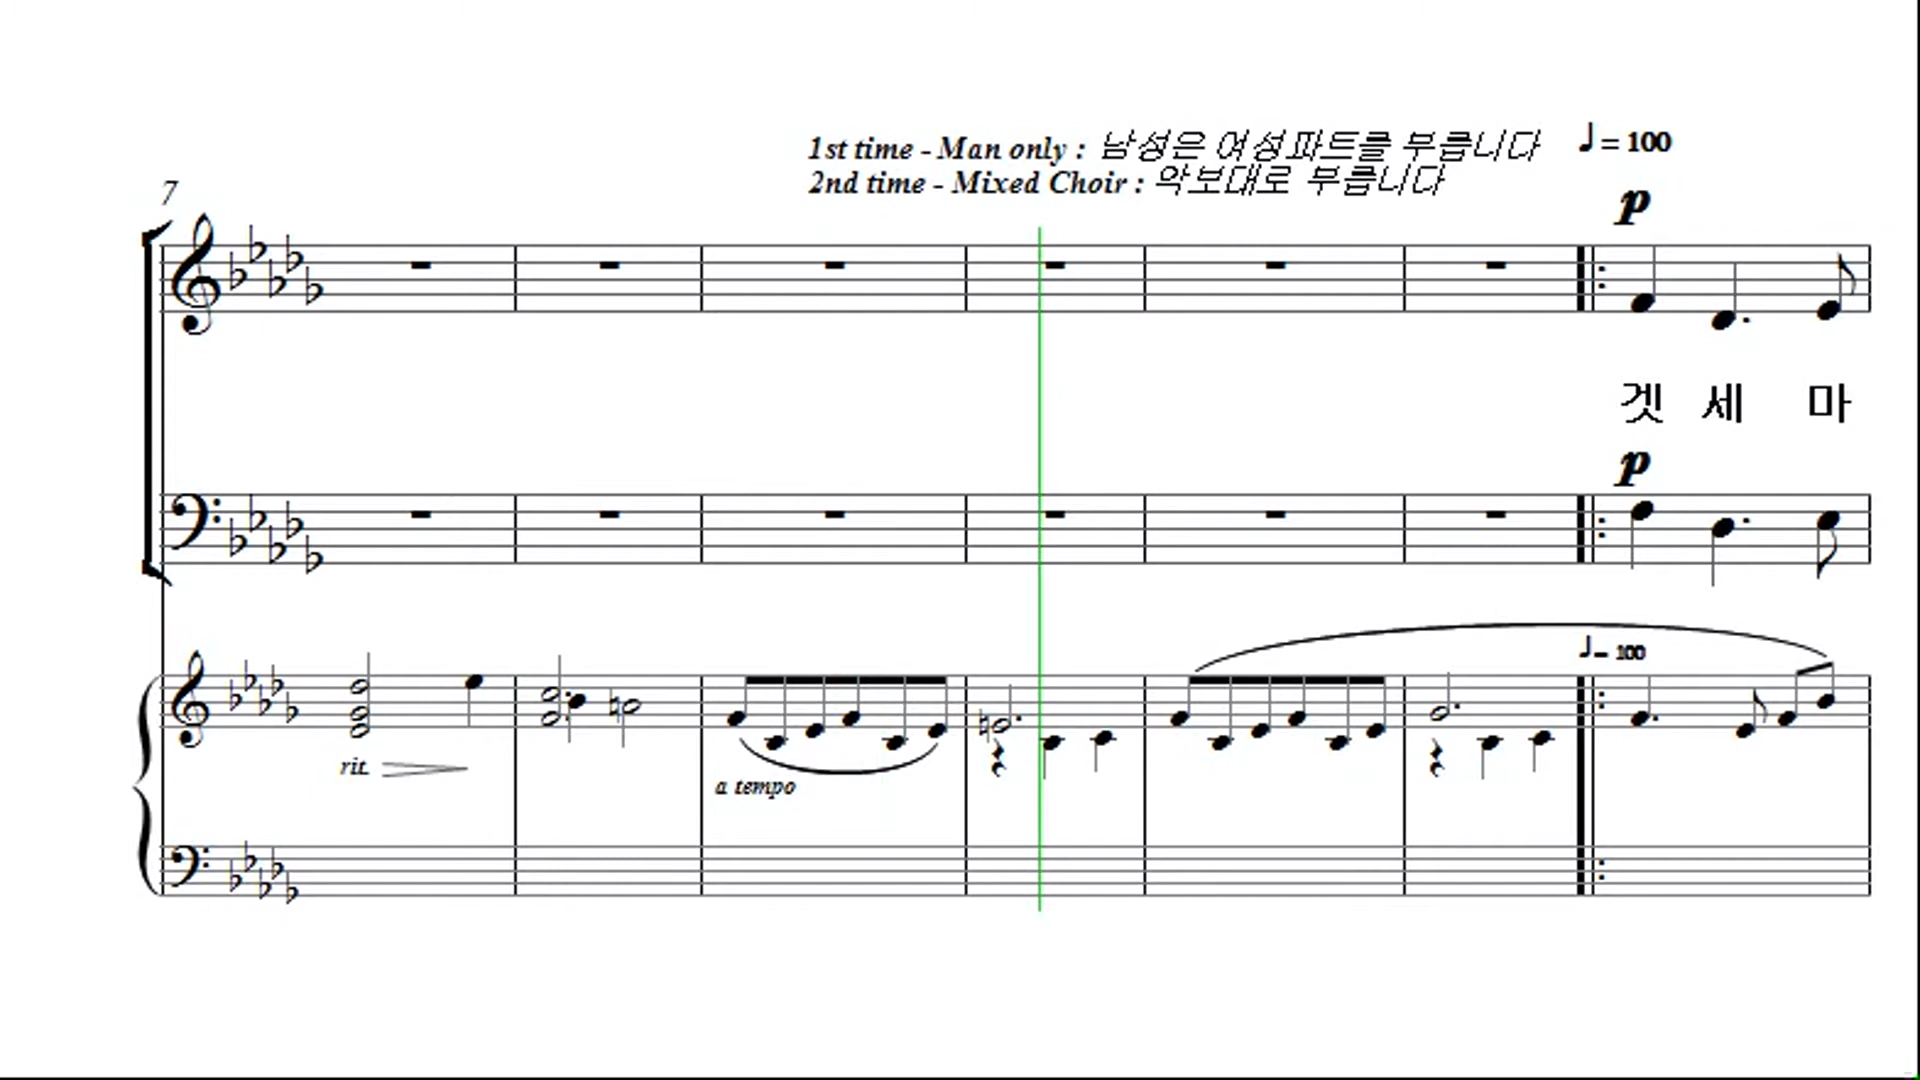 1st time - Man only : 남성은 여성파트를 부릅니다
♩ = 100
2nd time - Mixed Choir : 악보대로 부릅니다
7
p
겟 세 마
p
♩= 100
rit.
a tempo